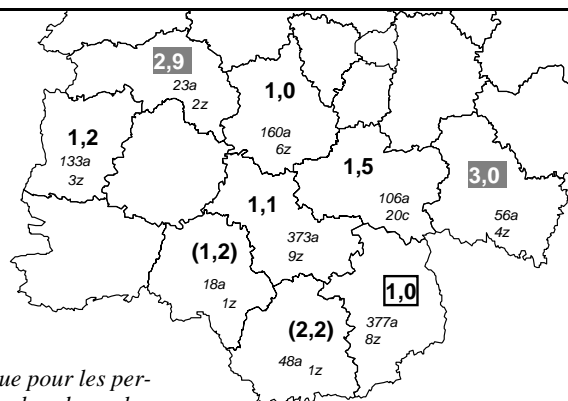 2,9
23a
2z
1,0
160a
6z
1,2
133a
3z
1,5
106a
20c
3,0
56a
4z
1,1
373a
9z
(1,2)
18a
1z
1,0
377a
8z
(2,2)
48a
1z
ue pour les per-